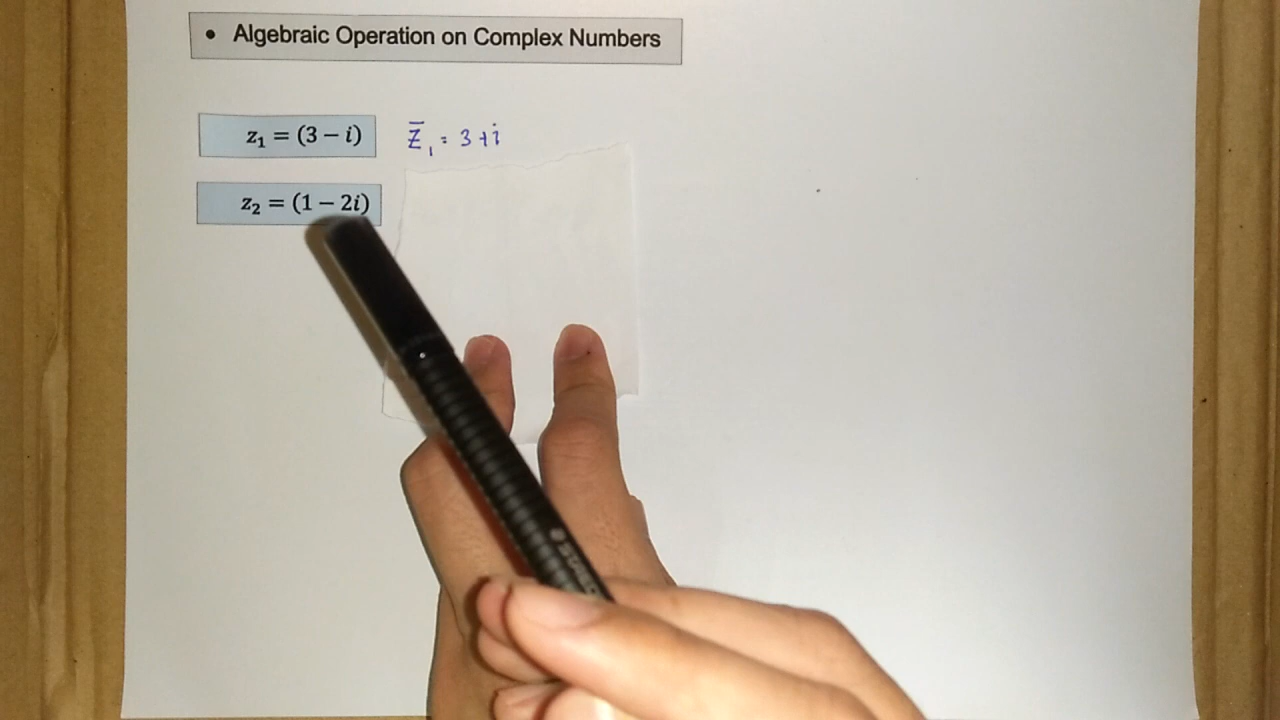 • Algebraic Operation on Complex Numbers
z₁ = (3 − i) z̄₁ = 3 + i
z₂ = (1 − 2i)